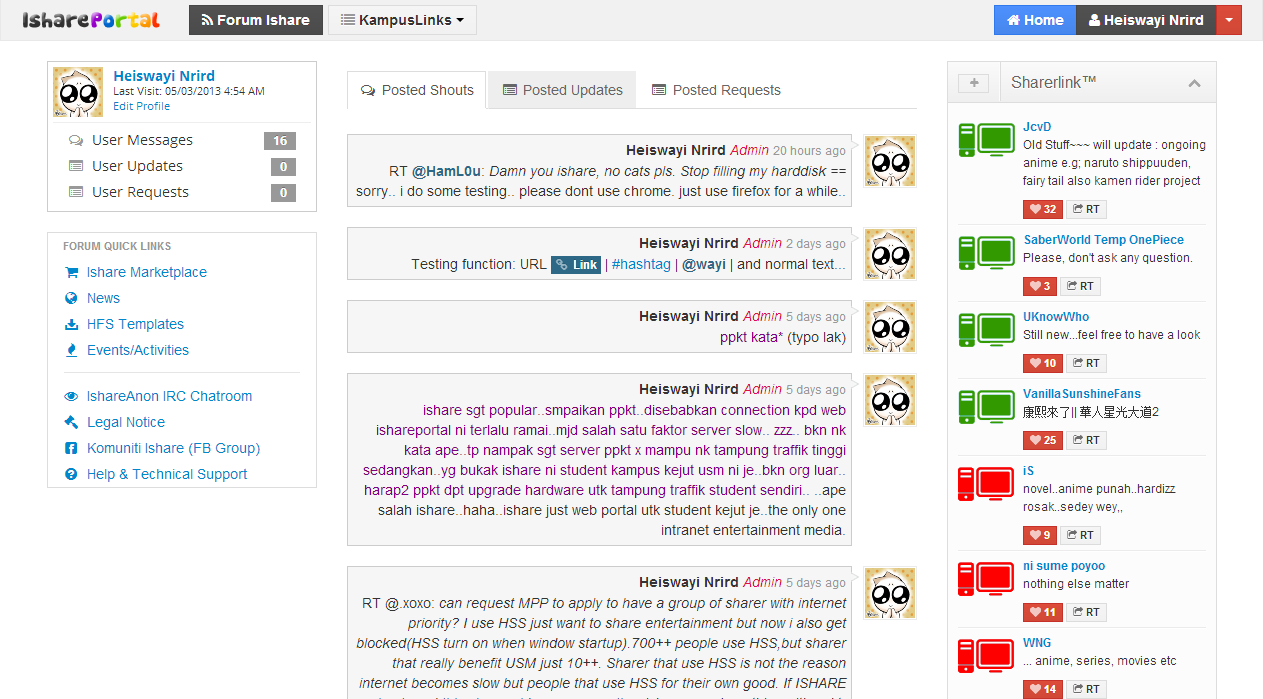 IsharePortal
Forum Ishare
KampusLinks
Home
Heiswayi Nrird
Heiswayi Nrird
Last Visit: 05/03/2013 4:54 AM
Edit Profile
User Messages 16
User Updates 0
User Requests 0
FORUM QUICK LINKS
Ishare Marketplace
News
HFS Templates
Events/Activities
IshareAnon IRC Chatroom
Legal Notice
Komuniti Ishare (FB Group)
Help & Technical Support
Posted Shouts
Posted Updates
Posted Requests
Heiswayi Nrird Admin 20 hours ago
RT @HamL0u: Damn you ishare, no cats pls. Stop filling my harddisk ==
sorry.. i do some testing.. please dont use chrome. just use firefox for a while..
Heiswayi Nrird Admin 2 days ago
Testing function: URL Link | #hashtag | @wayi | and normal text...
Heiswayi Nrird Admin 5 days ago
ppkt kata* (typo lak)
Heiswayi Nrird Admin 5 days ago
ishare sgt popular..smpaikan ppkt..disebabkan connection kpd web
ishareportal ni terlalu ramai..mjd salah satu faktor server slow.. zzz.. bkn nk
kata ape..tp nampak sgt server ppkt x mampu nk tampung traffik tinggi
sedangkan..yg bukak ishare ni student kampus kejut usm ni je..bkn org luar..
harap2 ppkt dpt upgrade hardware utk tampung traffik student sendiri.. ..ape
salah ishare..haha..ishare just web portal utk student kejut je..the only one
intranet entertainment media.
Heiswayi Nrird Admin 5 days ago
RT @.xoxo: can request MPP to apply to have a group of sharer with internet
priority? I use HSS just want to share entertainment but now i also get
blocked(HSS turn on when window startup).700++ people use HSS,but sharer
that really benefit USM just 10++. Sharer that use HSS is not the reason
internet becomes slow but people that use HSS for their own good. If ISHARE
Sharerlink™
JcvD
Old Stuff~~~ will update : ongoing
anime e.g; naruto shippuuden,
fairy tail also kamen rider project
32 RT
SaberWorld Temp OnePiece
Please, don't ask any question.
3 RT
UKnowWho
Still new...feel free to have a look
10 RT
VanillaSunshineFans
康熙來了|| 華人星光大道2
25 RT
iS
novel..anime punah..hardizz
rosak..sedey wey,,
9 RT
ni sume poyoo
nothing else matter
11 RT
WNG
... anime, series, movies etc
14 RT